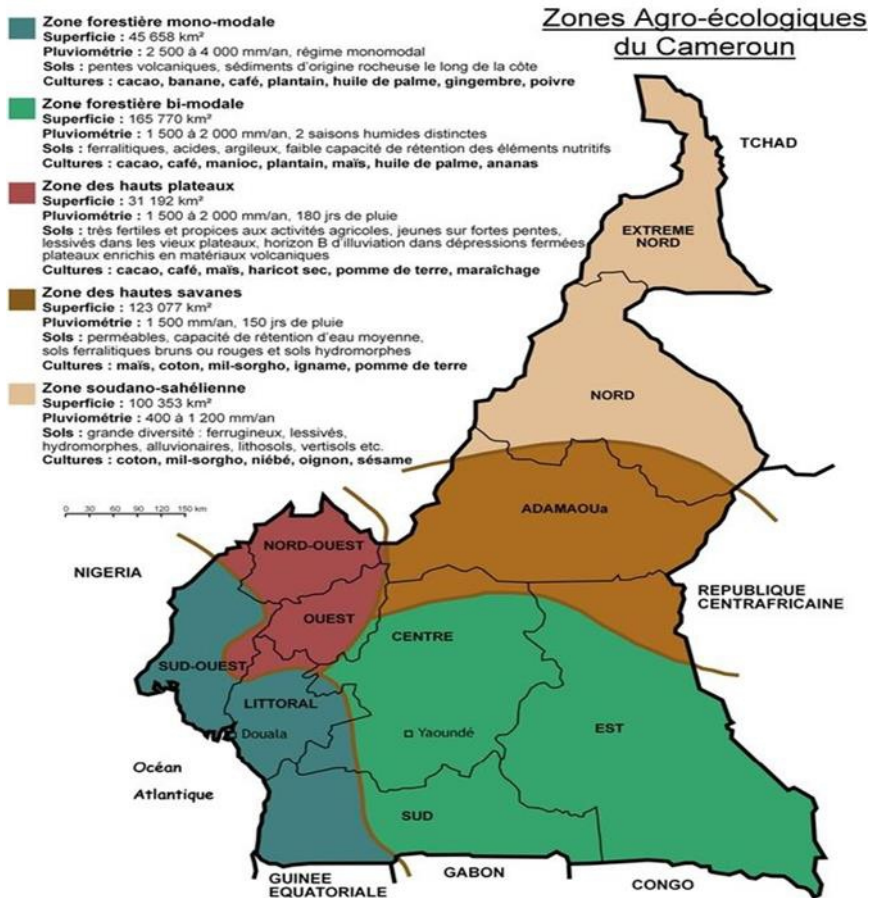 Zones Agro-écologiques
du Cameroun
Zone forestière mono-modale
Superficie : 45 658 km²
Pluviométrie : 2 500 à 4 000 mm/an, régime monomodal
Sols : pentes volcaniques, sédiments d'origine rocheuse le long de la côte
Cultures : cacao, banane, café, plantain, huile de palme, gingembre, poivre
Zone forestière bi-modale
Superficie : 165 770 km²
Pluviométrie : 1 500 à 2 000 mm/an, 2 saisons humides distinctes
Sols : ferralitiques, acides, argileux, faible capacité de rétention des éléments nutritifs
Cultures : cacao, café, manioc, plantain, maïs, huile de palme, ananas
Zone des hauts plateaux
Superficie : 31 192 km²
Pluviométrie : 1 500 à 2 000 mm/an, 180 jrs de pluie
Sols : très fertiles et propices aux activités agricoles, jeunes sur fortes pentes,
lessivés dans les vieux plateaux, horizon B d'illuviation dans dépressions fermées
plateaux enrichis en matériaux volcaniques
Cultures : cacao, café, maïs, haricot sec, pomme de terre, maraîchage
Zone des hautes savanes
Superficie : 123 077 km²
Pluviométrie : 1 500 mm/an, 150 jrs de pluie
Sols : perméables, capacité de rétention d'eau moyenne,
sols ferralitiques bruns ou rouges et sols hydromorphes
Cultures : maïs, coton, mil-sorgho, igname, pomme de terre
Zone soudano-sahélienne
Superficie : 100 353 km²
Pluviométrie : 400 à 1 200 mm/an
Sols : grande diversité : ferrugineux, lessivés,
hydromorphes, alluvionaires, lithosols, vertisols etc.
Cultures : coton, mil-sorgho, niébé, oignon, sésame
0 30 60 90 120 150 km
TCHAD
EXTREME
NORD
NORD
ADAMAOUa
NORD-OUEST
NIGERIA
REPUBLIQUE
CENTRAFRICAINE
OUEST
CENTRE
SUD-OUEST
LITTORAL
Douala
Yaoundé
EST
Océan
Atlantique
SUD
GUINEE
EQUATORIALE
GABON
CONGO